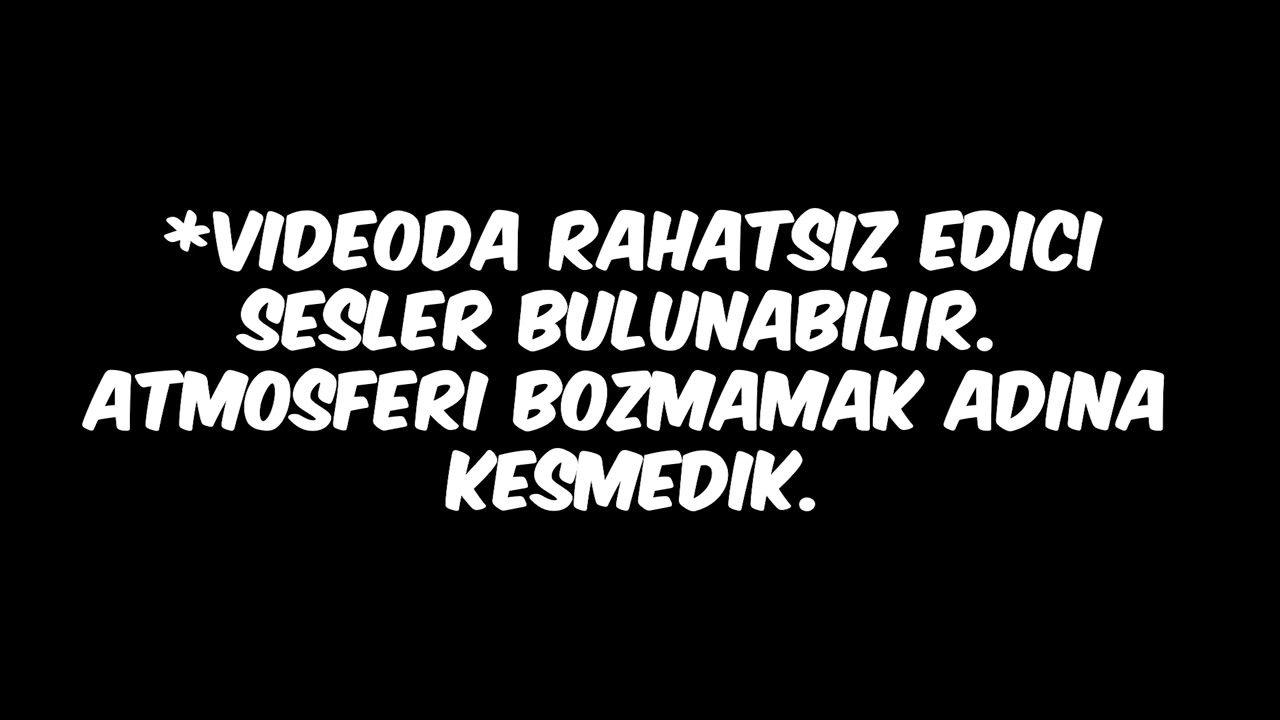 *VIDEODA RAHATSIZ EDICI
SESLER BULUNABILIR.
ATMOSFERI BOZMAMAK ADINA
KESMEDIK.